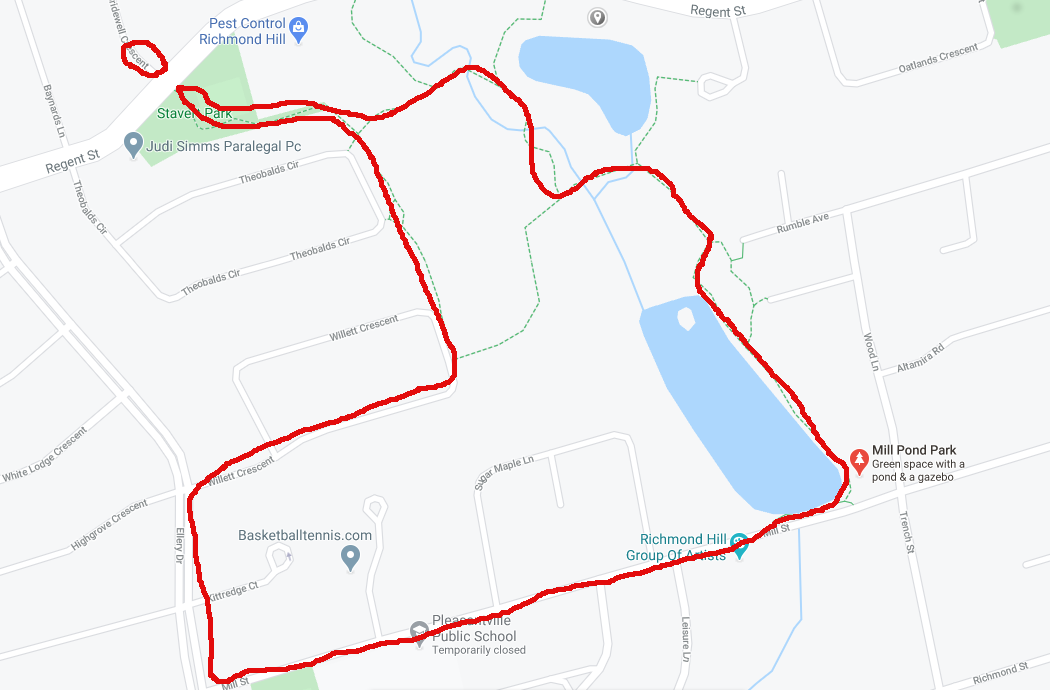 Bridewell Crescent
Pest Control
Richmond Hill
Regent St
Oatlands Crescent
Baynards Ln
Stavert Park
Judi Simms Paralegal Pc
Regent St
Theobalds Cir
Theobalds Cir
Theobalds Cir
Theobalds Cir
Rumble Ave
Willett Crescent
Wood Ln
Altamira Rd
White Lodge Crescent
Willett Crescent
Sugar Maple Ln
Mill Pond Park
Green space with a
pond & a gazebo
Highgrove Crescent
Ellery Dr
Basketballtennis.com
Trench St
Mill St
Richmond Hill
Group Of Artists
Kittredge Ct
Pleasantville
Public School
Temporarily closed
Leisure Ln
Richmond St
Mill St